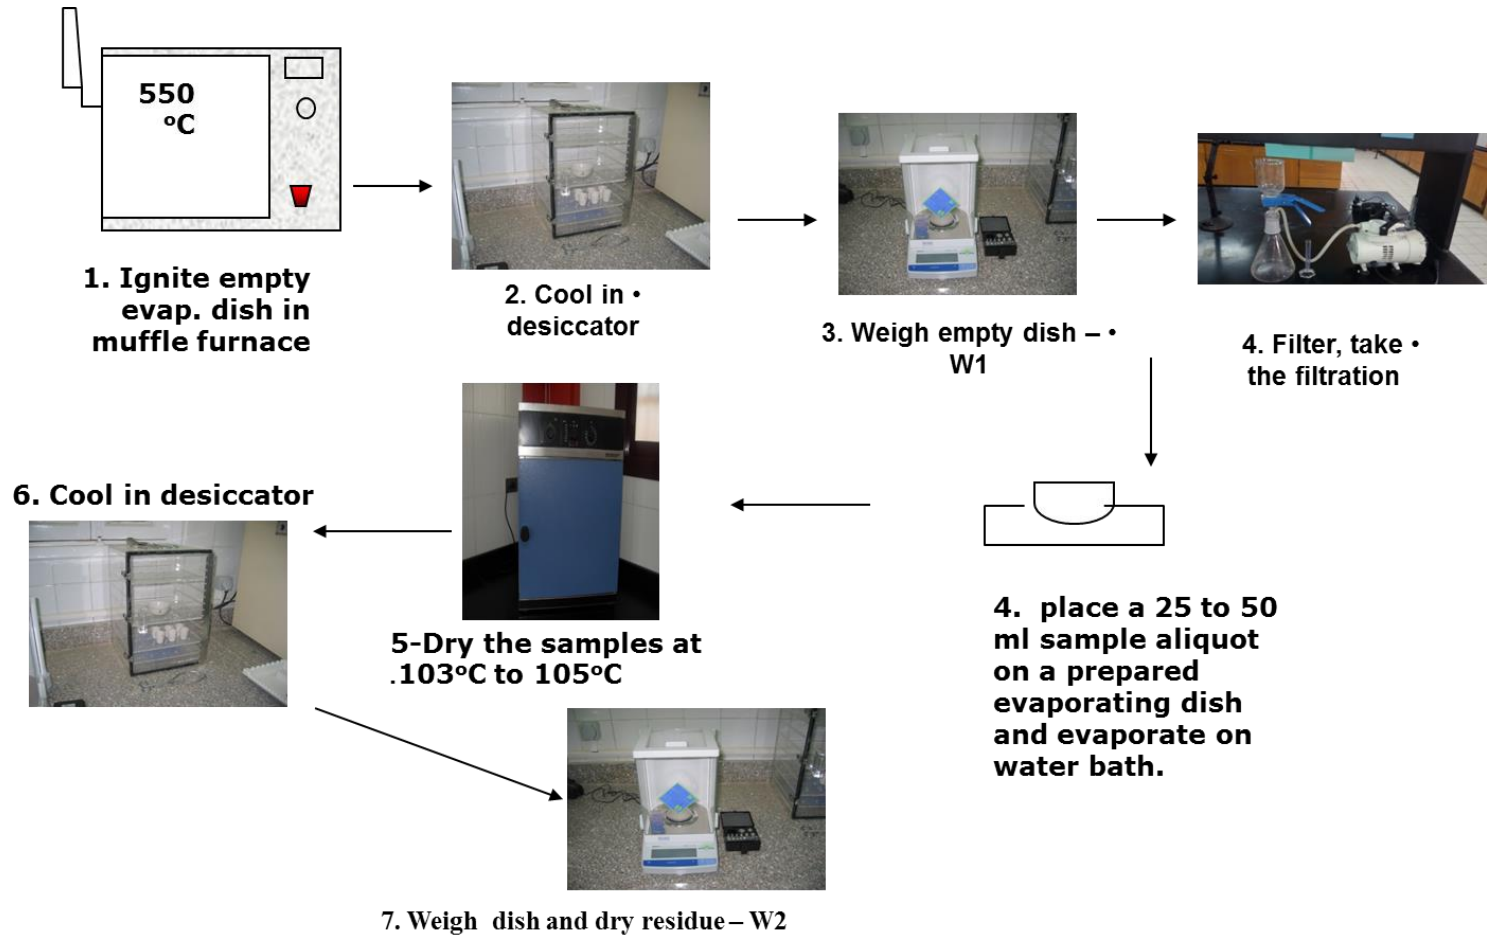 550
ºC
1. Ignite empty
evap. dish in
muffle furnace
2. Cool in •
desiccator
3. Weigh empty dish – •
W1
4. Filter, take •
the filtration
4.  place a 25 to 50
ml sample aliquot
on a prepared
evaporating dish
and evaporate on
water bath.
5-Dry the samples at
.103ºC to 105ºC
6. Cool in desiccator
7. Weigh  dish and dry residue – W2